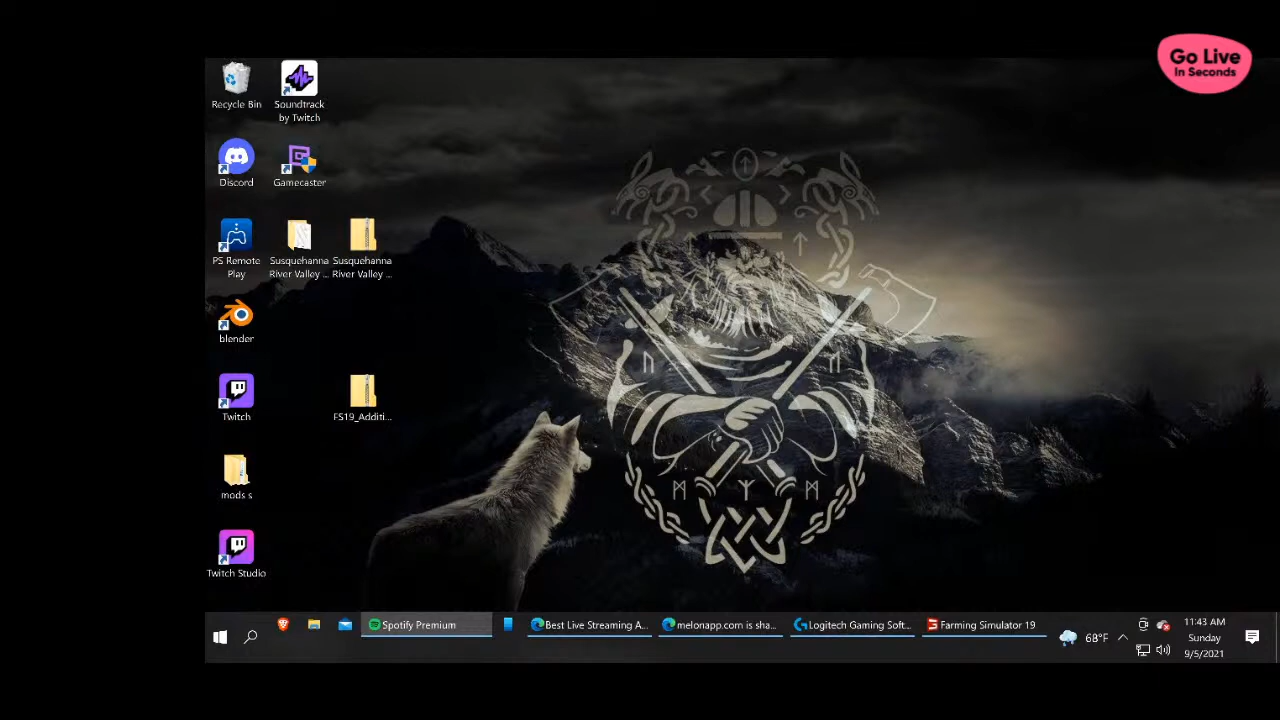 Go Live
In Seconds
Recycle Bin
Soundtrack
by Twitch
Discord
Gamecaster
PS Remote
Play
Susquehanna
River Valley ...
Susquehanna
River Valley ...
blender
Twitch
FS19_Additi...
mods s
Twitch Studio
Spotify Premium
Best Live Streaming A...
melonapp.com is sha...
Logitech Gaming Soft...
Farming Simulator 19
68°F
11:43 AM
Sunday
9/5/2021